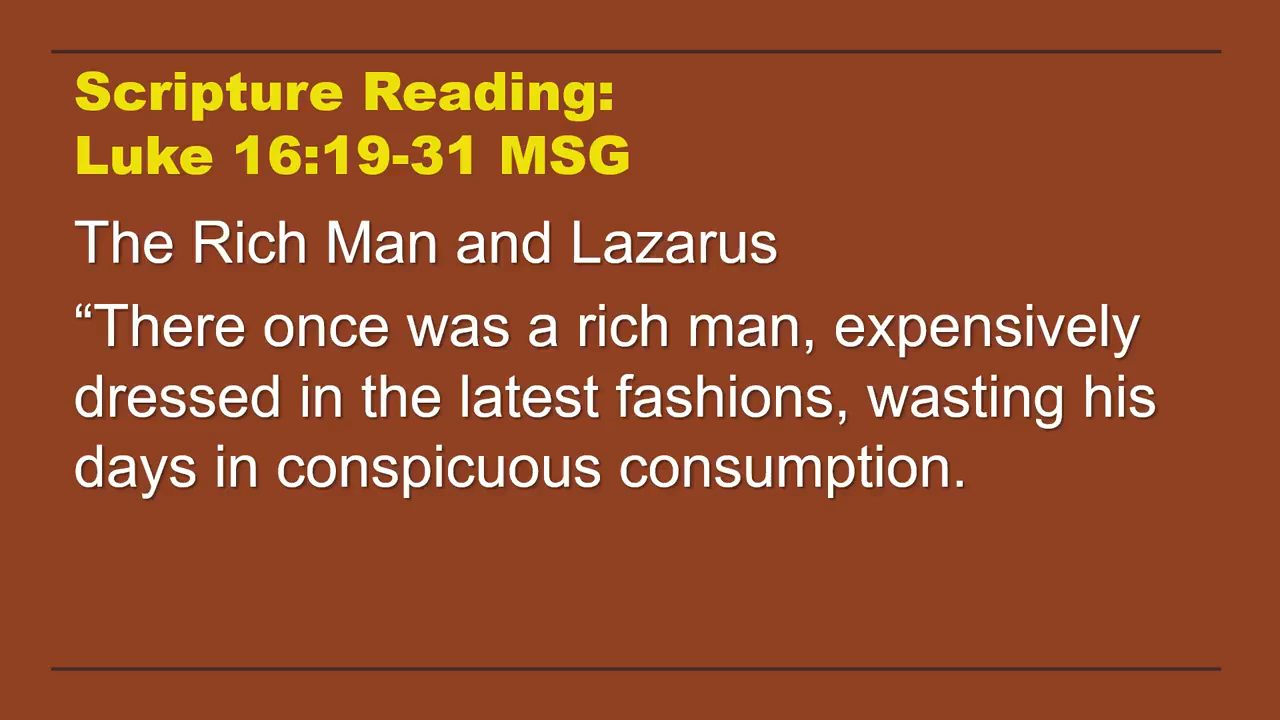 Scripture Reading:
Luke 16:19-31 MSG
The Rich Man and Lazarus
“There once was a rich man, expensively
dressed in the latest fashions, wasting his
days in conspicuous consumption.